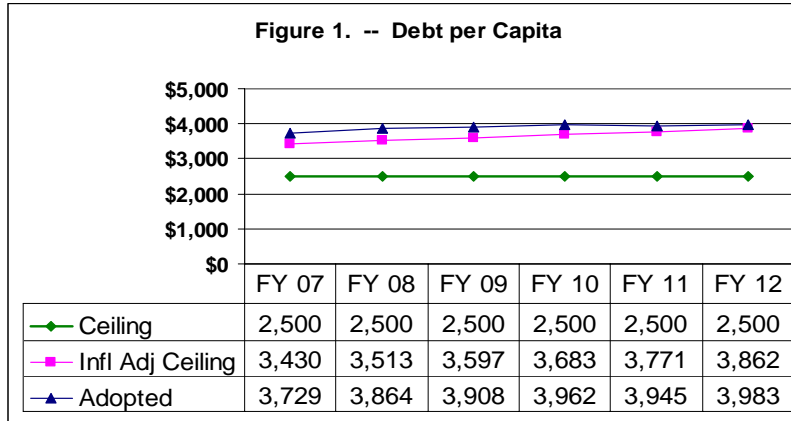 Figure 1. -- Debt per Capita
$5,000
$4,000
$3,000
$2,000
$1,000
$0
FY 07 FY 08 FY 09 FY 10 FY 11 FY 12
Ceiling 2,500 2,500 2,500 2,500 2,500 2,500
Infl Adj Ceiling 3,430 3,513 3,597 3,683 3,771 3,862
Adopted 3,729 3,864 3,908 3,962 3,945 3,983